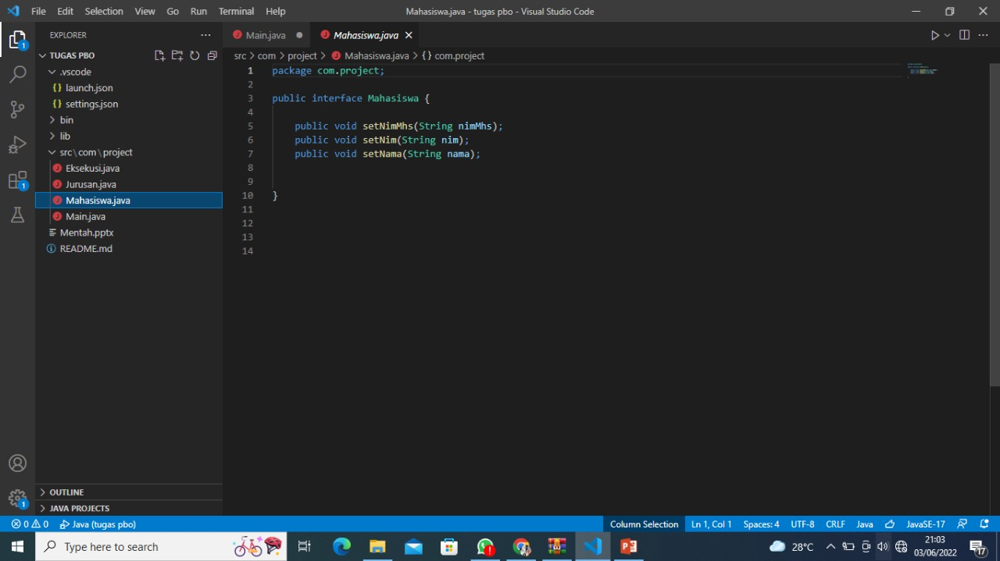 File Edit Selection View Go Run Terminal Help
Mahasiswa.java - tugas pbo - Visual Studio Code
EXPLORER
Main.java
Mahasiswa.java
TUGAS PBO
src > com > project > Mahasiswa.java > {} com.project
.vscode
{} launch.json
{} settings.json
bin
lib
src\com\project
Eksekusi.java
Jurusan.java
Mahasiswa.java
Main.java
Mentah.pptx
README.md
1 package com.project;
2
3 public interface Mahasiswa {
4
5 public void setNimMhs(String nimMhs);
6 public void setNim(String nim);
7 public void setNama(String nama);
8
9
10 }
11
12
13
14
1
1
1
OUTLINE
JAVA PROJECTS
0 0 Java (tugas pbo)
Column Selection Ln 1, Col 1 Spaces: 4 UTF-8 CRLF Java JavaSE-17
Type here to search
28°C
21:03
03/06/2022
17